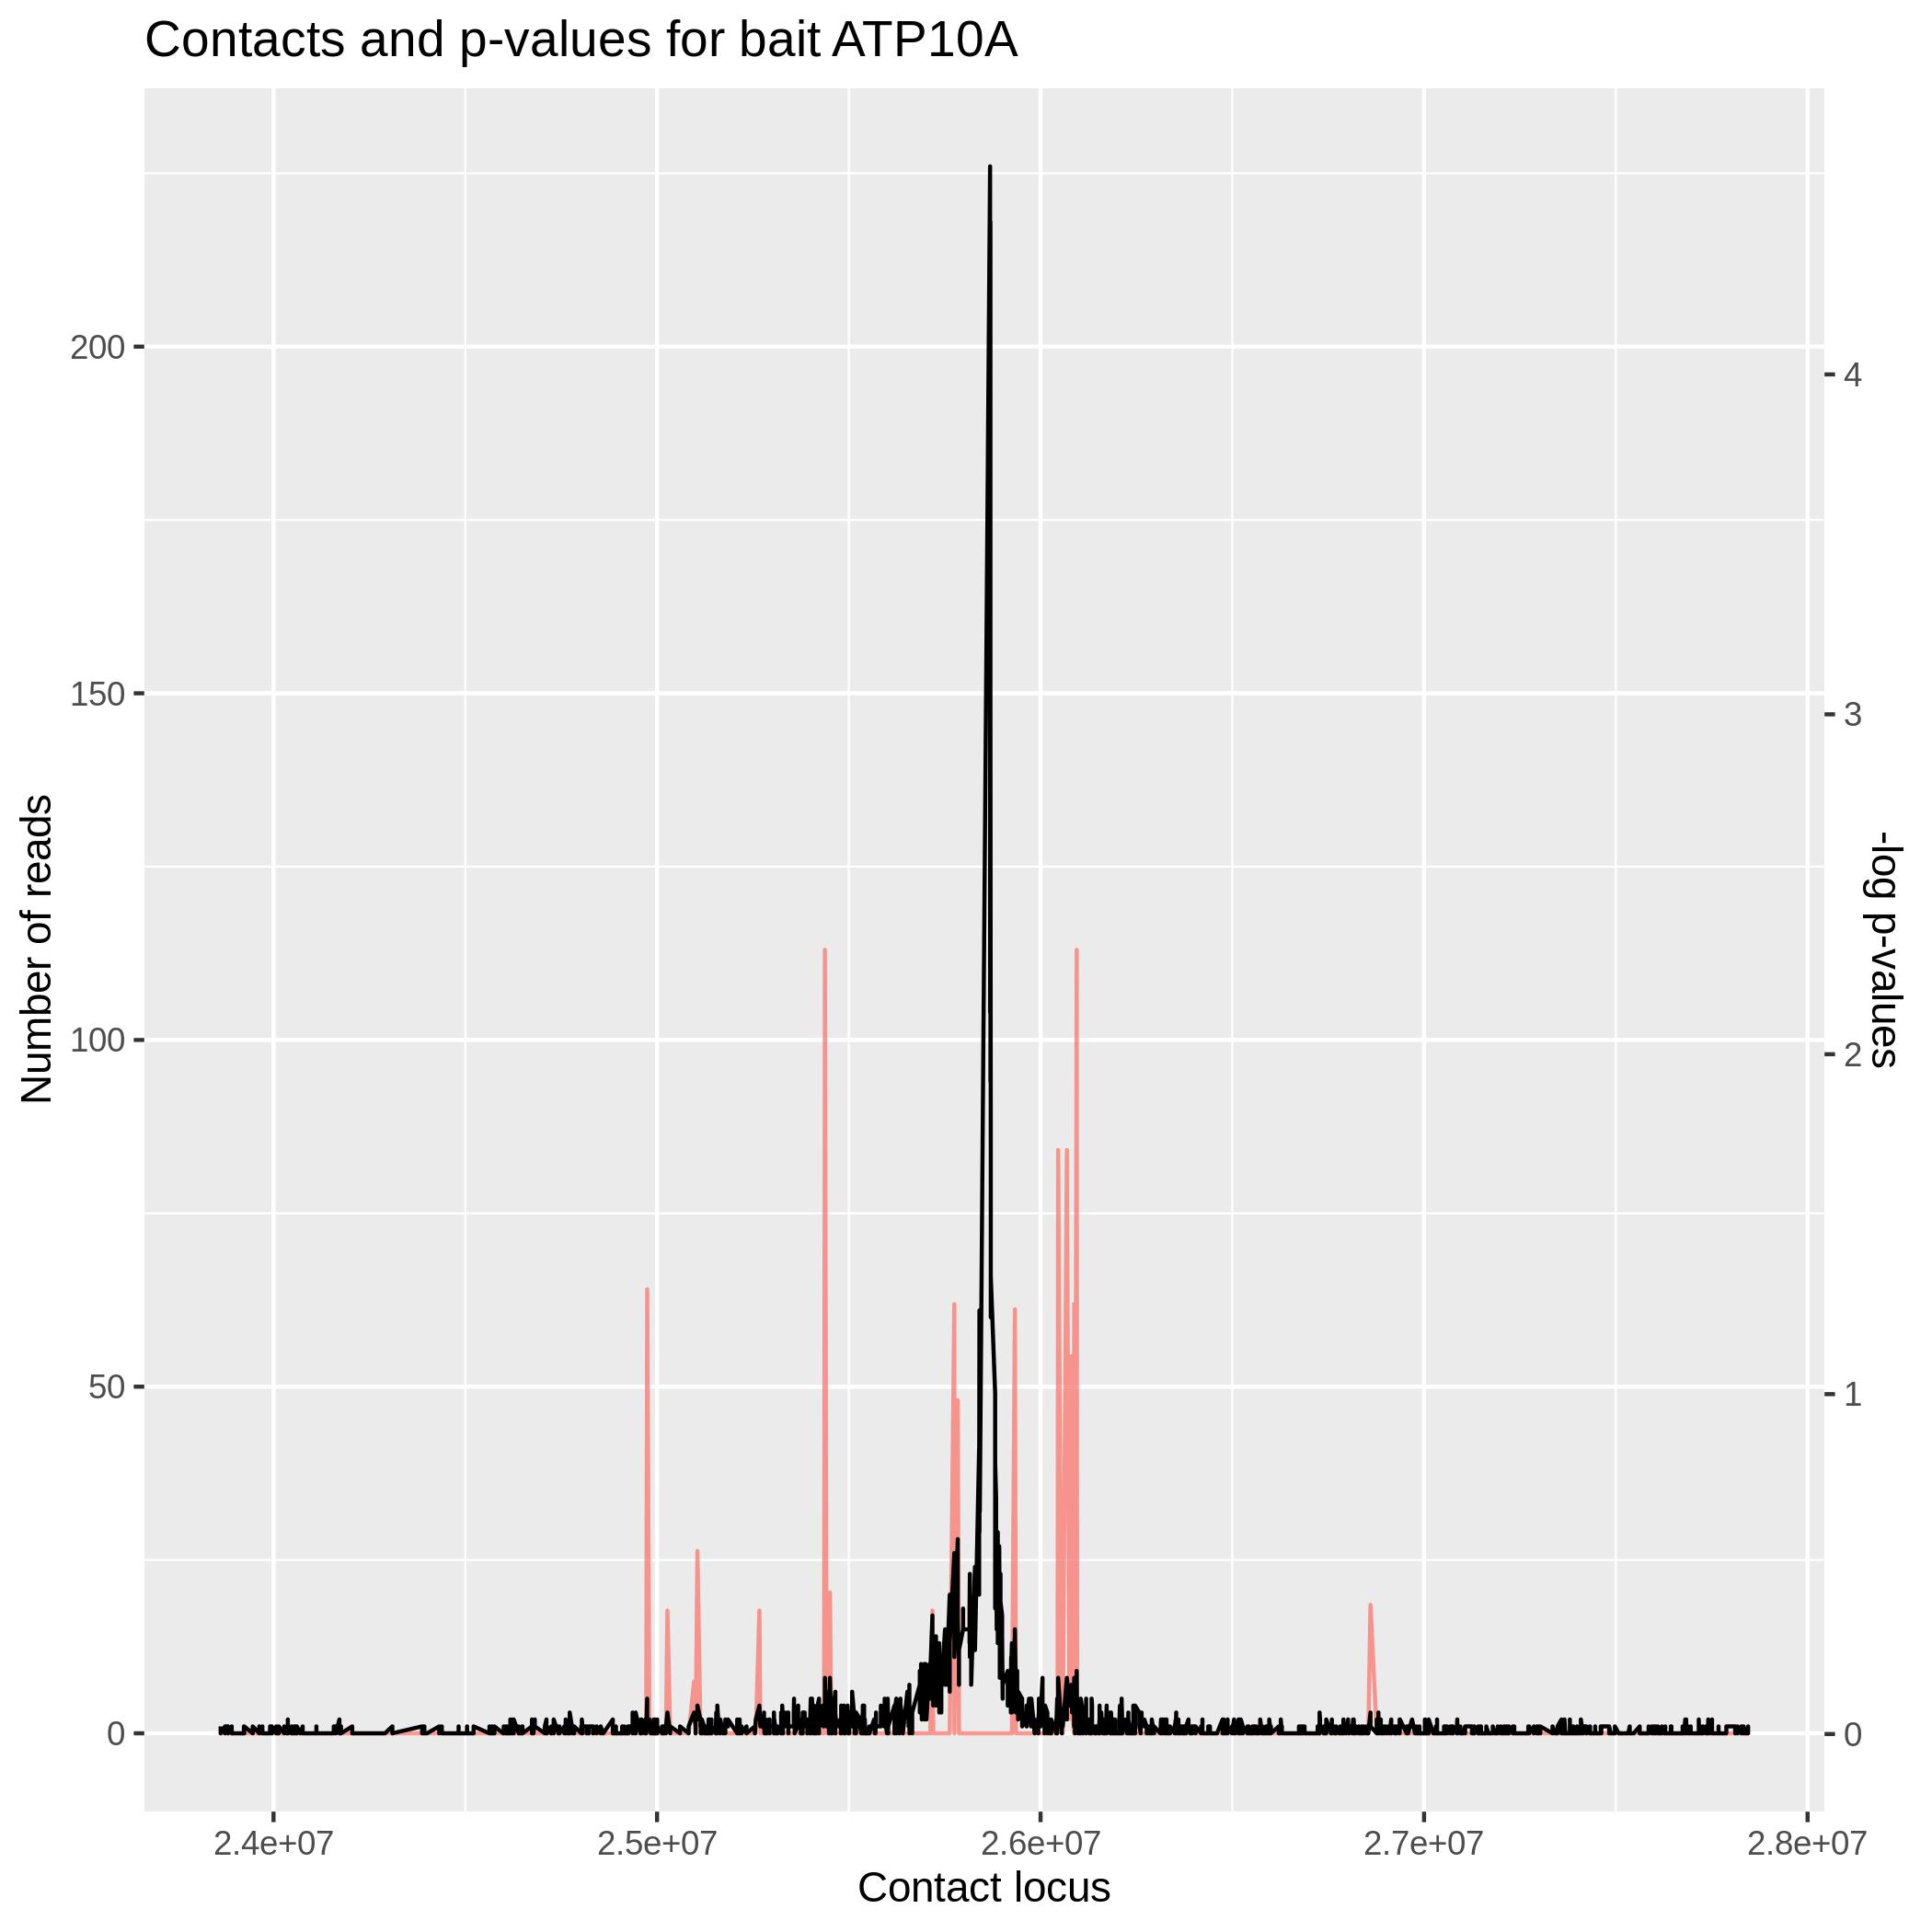 Contacts and p-values for bait ATP10A
Number of reads
200
150
100
50
0
4
3
2
1
0
-log p-values
2.4e+07
2.5e+07
2.6e+07
2.7e+07
2.8e+07
Contact locus